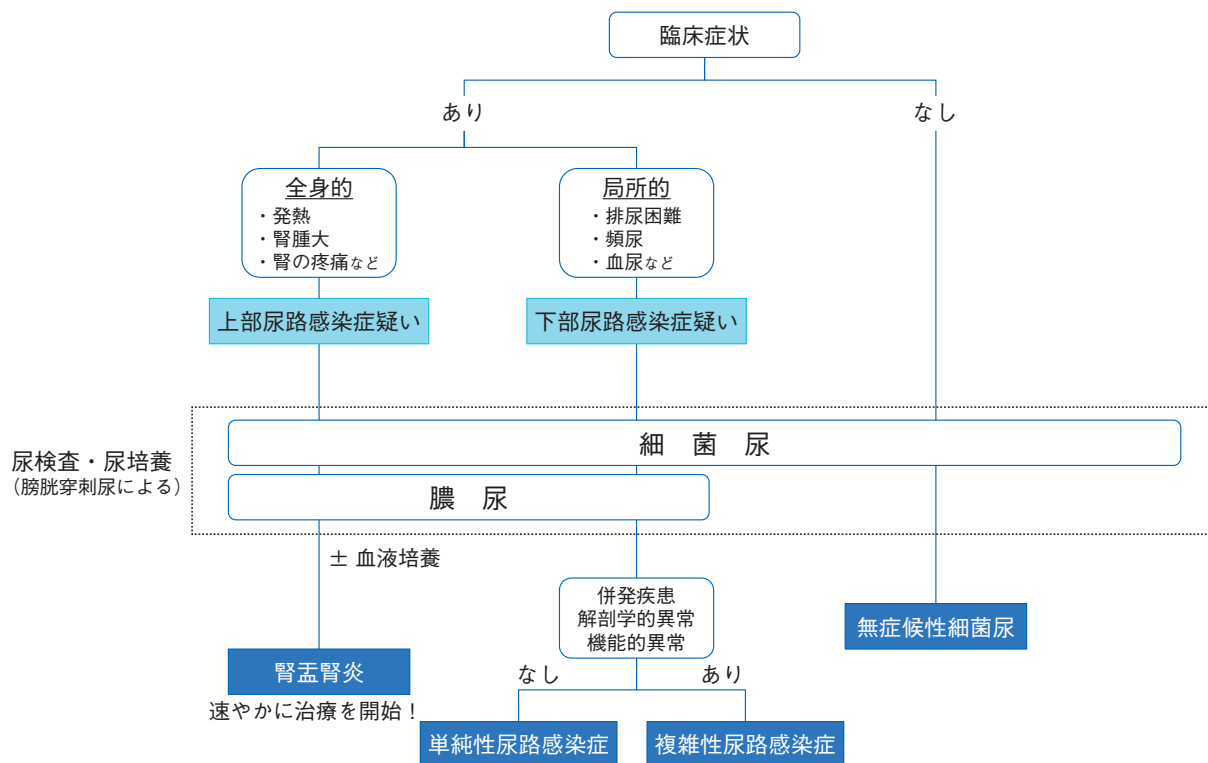 臨床症状
あり
なし
全身的
・発熱
・腎腫大
・腎の疼痛など
局所的
・排尿困難
・頻尿
・血尿など
上部尿路感染症疑い
下部尿路感染症疑い
尿検査・尿培養
（膀胱穿刺尿による）
細菌尿
膿尿
± 血液培養
併発疾患
解剖学的異常
機能的異常
無症候性細菌尿
腎盂腎炎
速やかに治療を開始！
なし
あり
単純性尿路感染症
複雑性尿路感染症